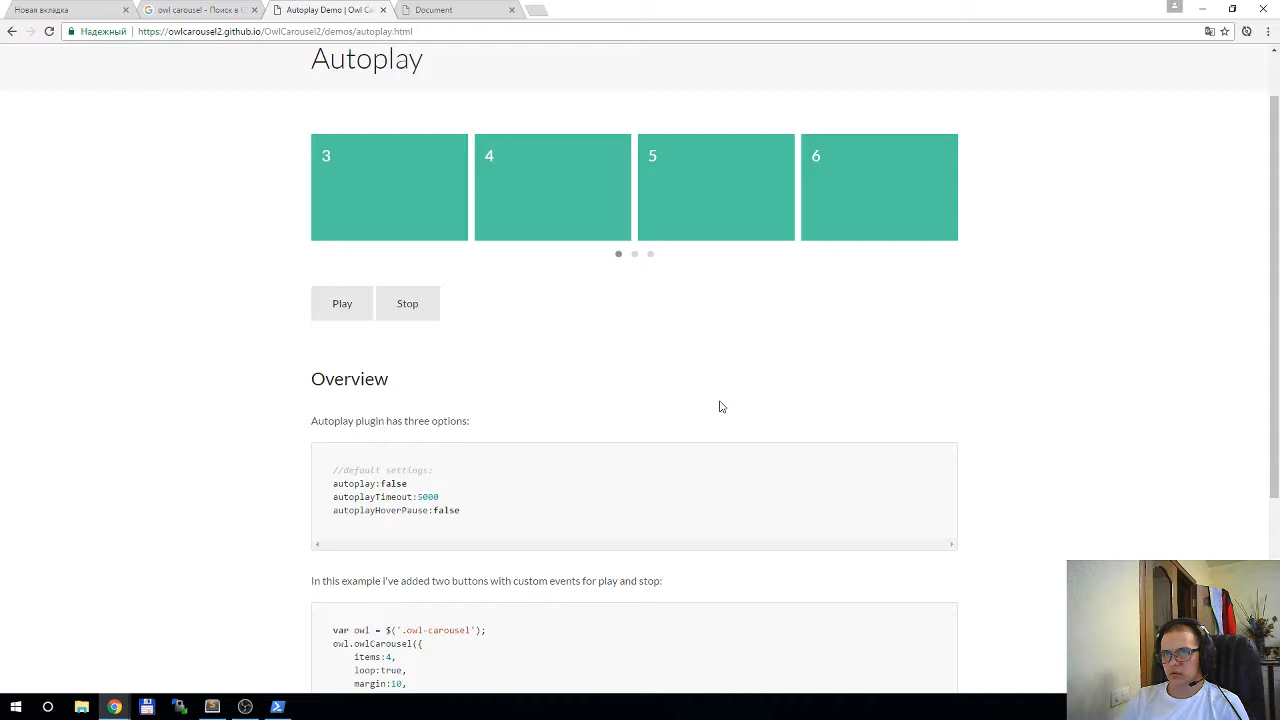 Новая вкладка
owl carousel - Поиск в G
Autoplay Demo | Owl Ca
Document
Надежный
https://owlcarousel2.github.io/OwlCarousel2/demos/autoplay.html
Autoplay
3
4
5
6
Play
Stop
Overview
Autoplay plugin has three options:
//default settings:
autoplay:false
autoplayTimeout:5000
autoplayHoverPause:false
In this example i've added two buttons with custom events for play and stop:
var owl = $('.owl-carousel');
owl.owlCarousel({
items:4,
loop:true,
margin:10,